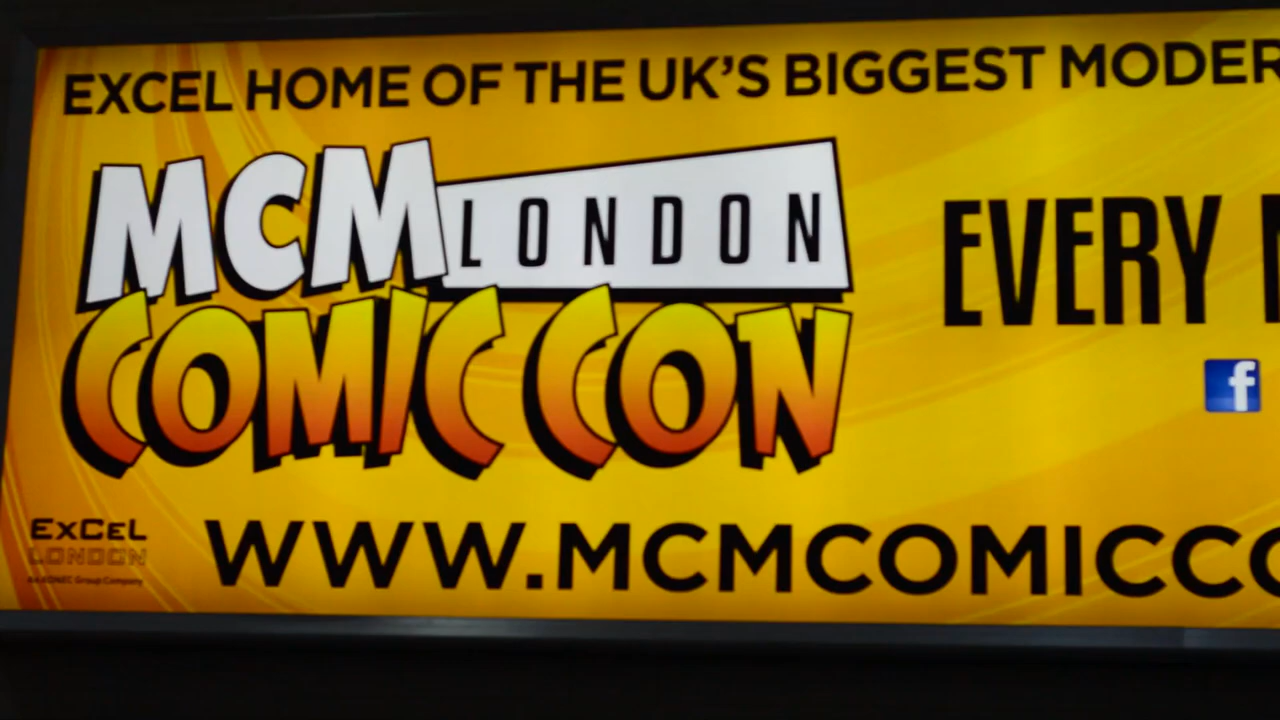 EXCEL HOME OF THE UK'S BIGGEST MODER
MCM LONDON
COMIC CON
EVERY
f
EXCEL
LONDON
WWW.MCMCOMICCO